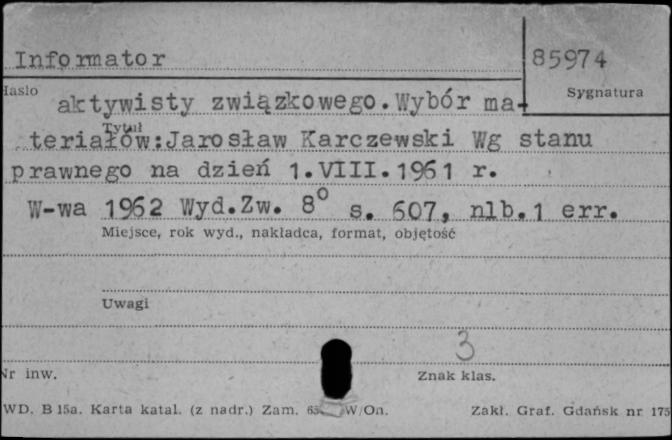 Informator
85974
Hasło
Sygnatura
aktywisty związkowego.Wybór ma-
Tytuł
teriałów:Jarosław Karczewski Wg stanu
prawnego na dzień 1.VIII.1961 r.
W-wa 1962 Wyd.Zw. 8° s. 607, nlb.1 err.
Miejsce, rok wyd., nakładca, format, objętość
Uwagi
3
Nr inw.
Znak klas.
WD. B 15a. Karta katal. (z nadr.) Zam. W/On. Zakł. Graf. Gdańsk nr 175